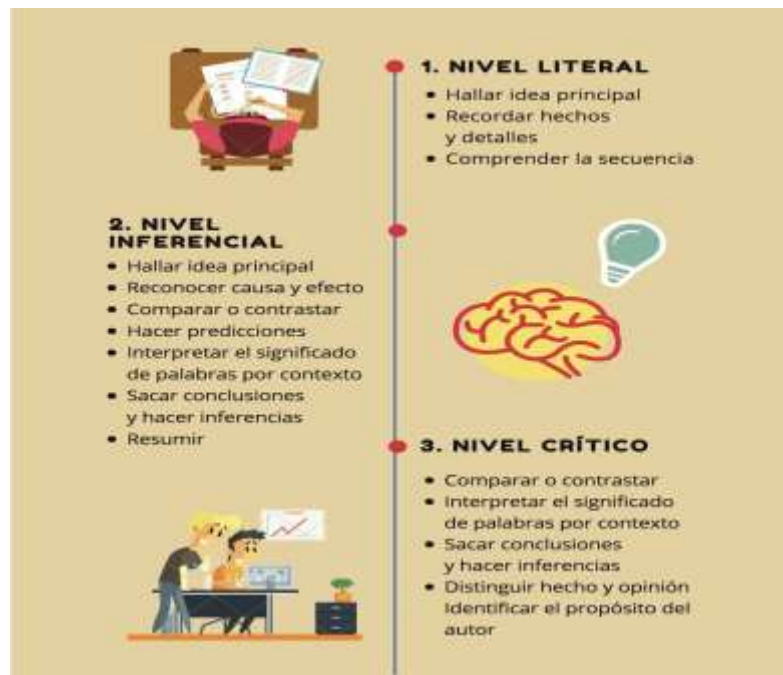 1. NIVEL LITERAL
• Hallar idea principal
• Recordar hechos
y detalles
• Comprender la secuencia
2. NIVEL
INFERENCIAL
• Hallar idea principal
• Reconocer causa y efecto
• Comparar o contrastar
• Hacer predicciones
• Interpretar el significado
de palabras por contexto
• Sacar conclusiones
y hacer inferencias
• Resumir
3. NIVEL CRÍTICO
• Comparar o contrastar
• Interpretar el significado
de palabras por contexto
• Sacar conclusiones
y hacer inferencias
• Distinguir hecho y opinión
Identificar el propósito del
autor